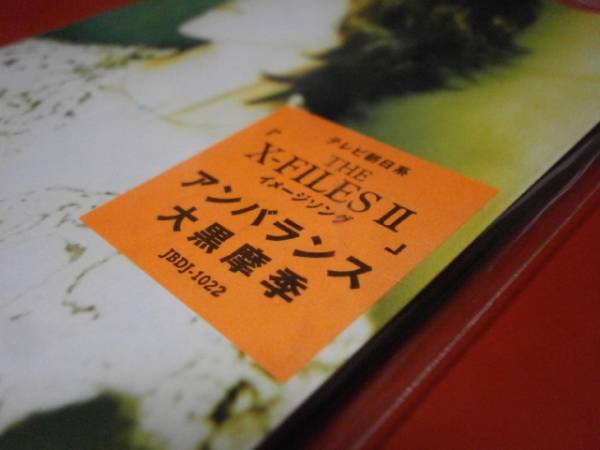 テレビ朝日系
「THE
X-FILES II」
イメージソング
アンバランス
大黒摩季
JBDJ-1022